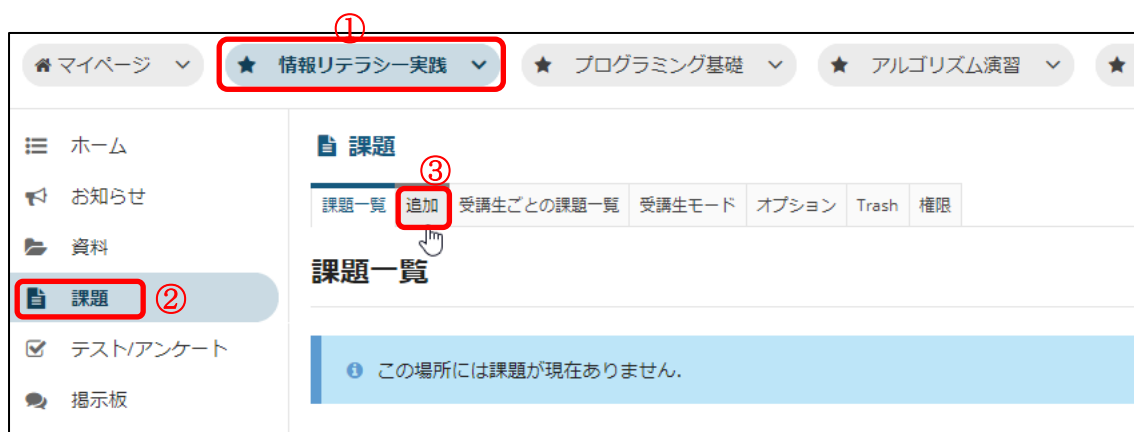 ①
マイページ 情報リテラシー実践 プログラミング基礎 アルゴリズム演習
ホーム
お知らせ
資料
課題 ②
テスト/アンケート
掲示板
課題
③
課題一覧 追加 受講生ごとの課題一覧 受講生モード オプション Trash 権限
課題一覧
この場所には課題が現在ありません.